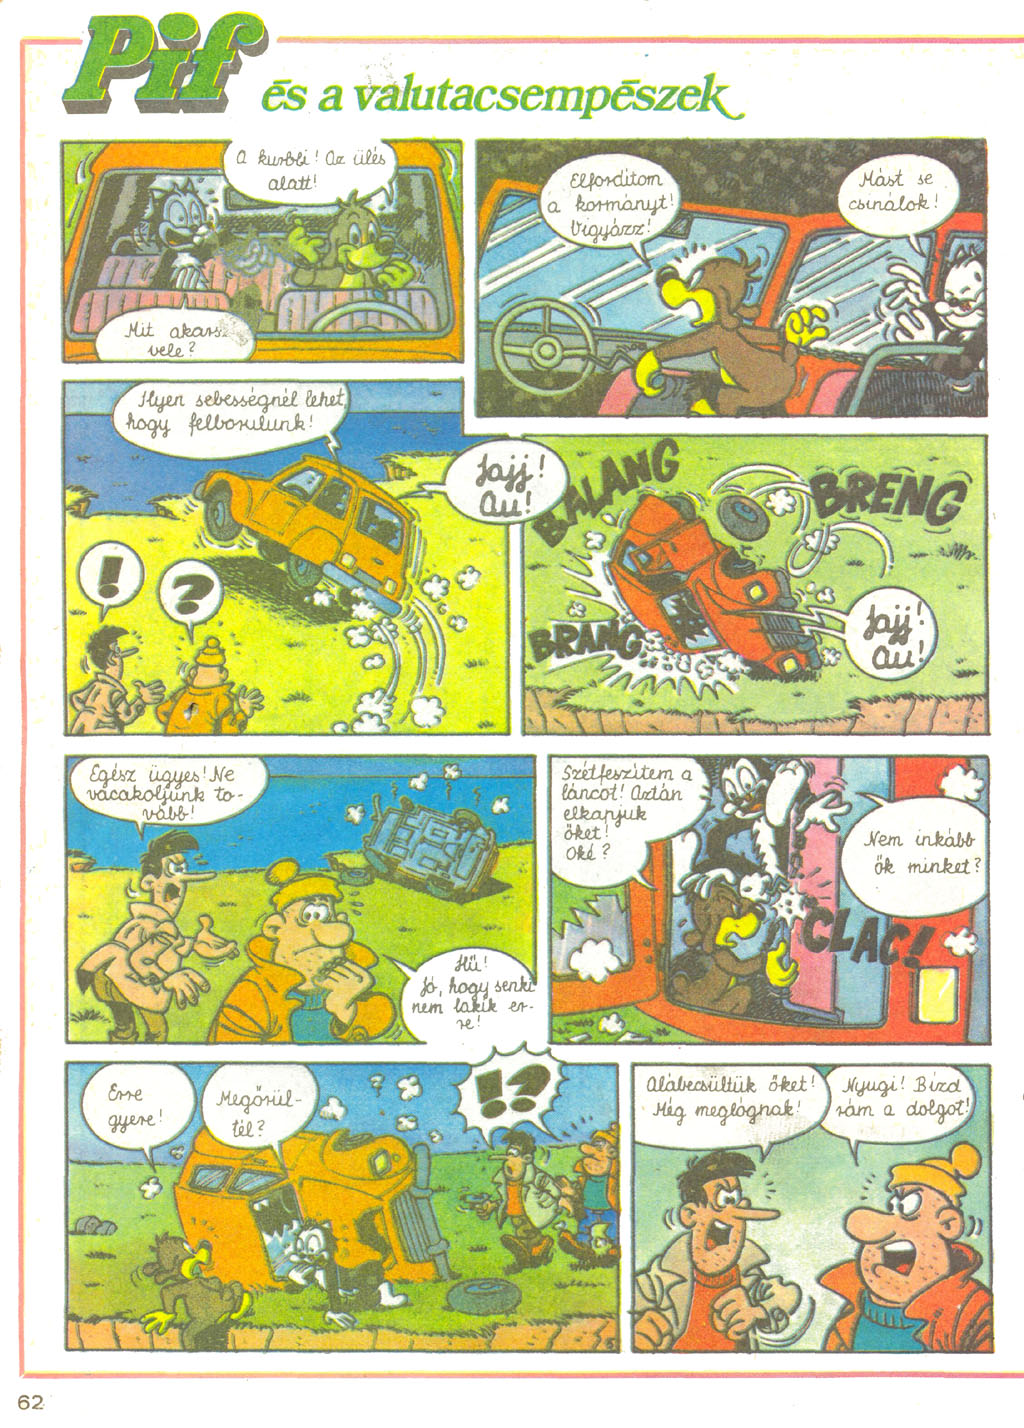 Pif
és a valutacsempészek
A kurbli! Az ülés
alatt!
Mit akarsz
vele?
Elfordítom
a kormányt!
Vigyázz!
Mást se
csinálok!
Ilyen sebességnél lehet,
hogy felborulunk!
Jajj!
Au!
!
?
BALANG
BRENG
BRANG
Jajj!
Au!
Egész ügyes! Ne
vacakoljunk to-
vább!
Hű!
Jó, hogy senki
nem lakik er-
re!
Szétfeszítem a
láncot! Aztán
elkapjuk
őket!
Oké?
Nem inkább
ők minket?
CLAC!
Erre
gyere!
Megőrül-
tél?
!?
Alábecsültük őket!
Még meglógnak!
Nyugi! Bízd
rám a dolgot!
62